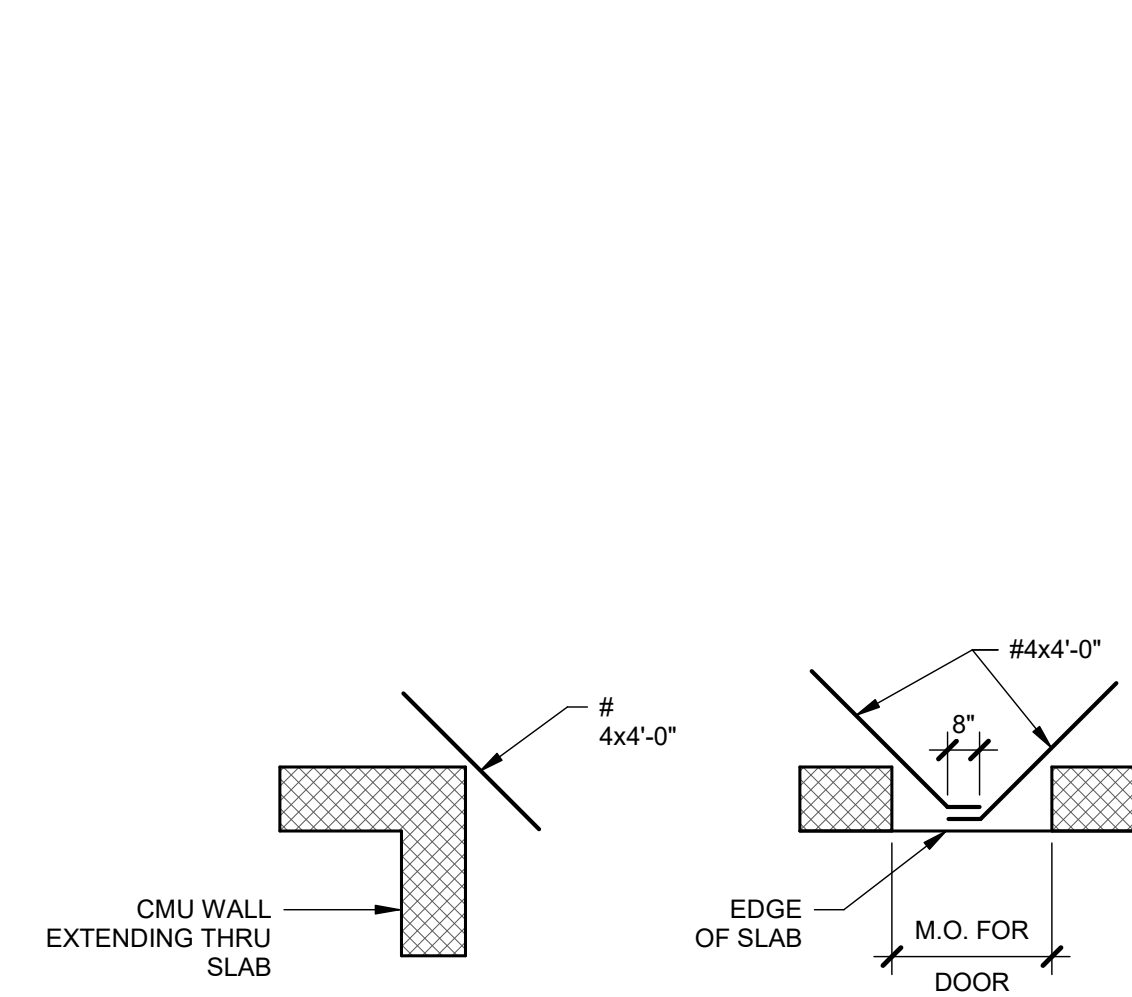 #
4x4'-0"
CMU WALL
EXTENDING THRU
SLAB
#4x4'-0"
8"
EDGE
OF SLAB
M.O. FOR
DOOR